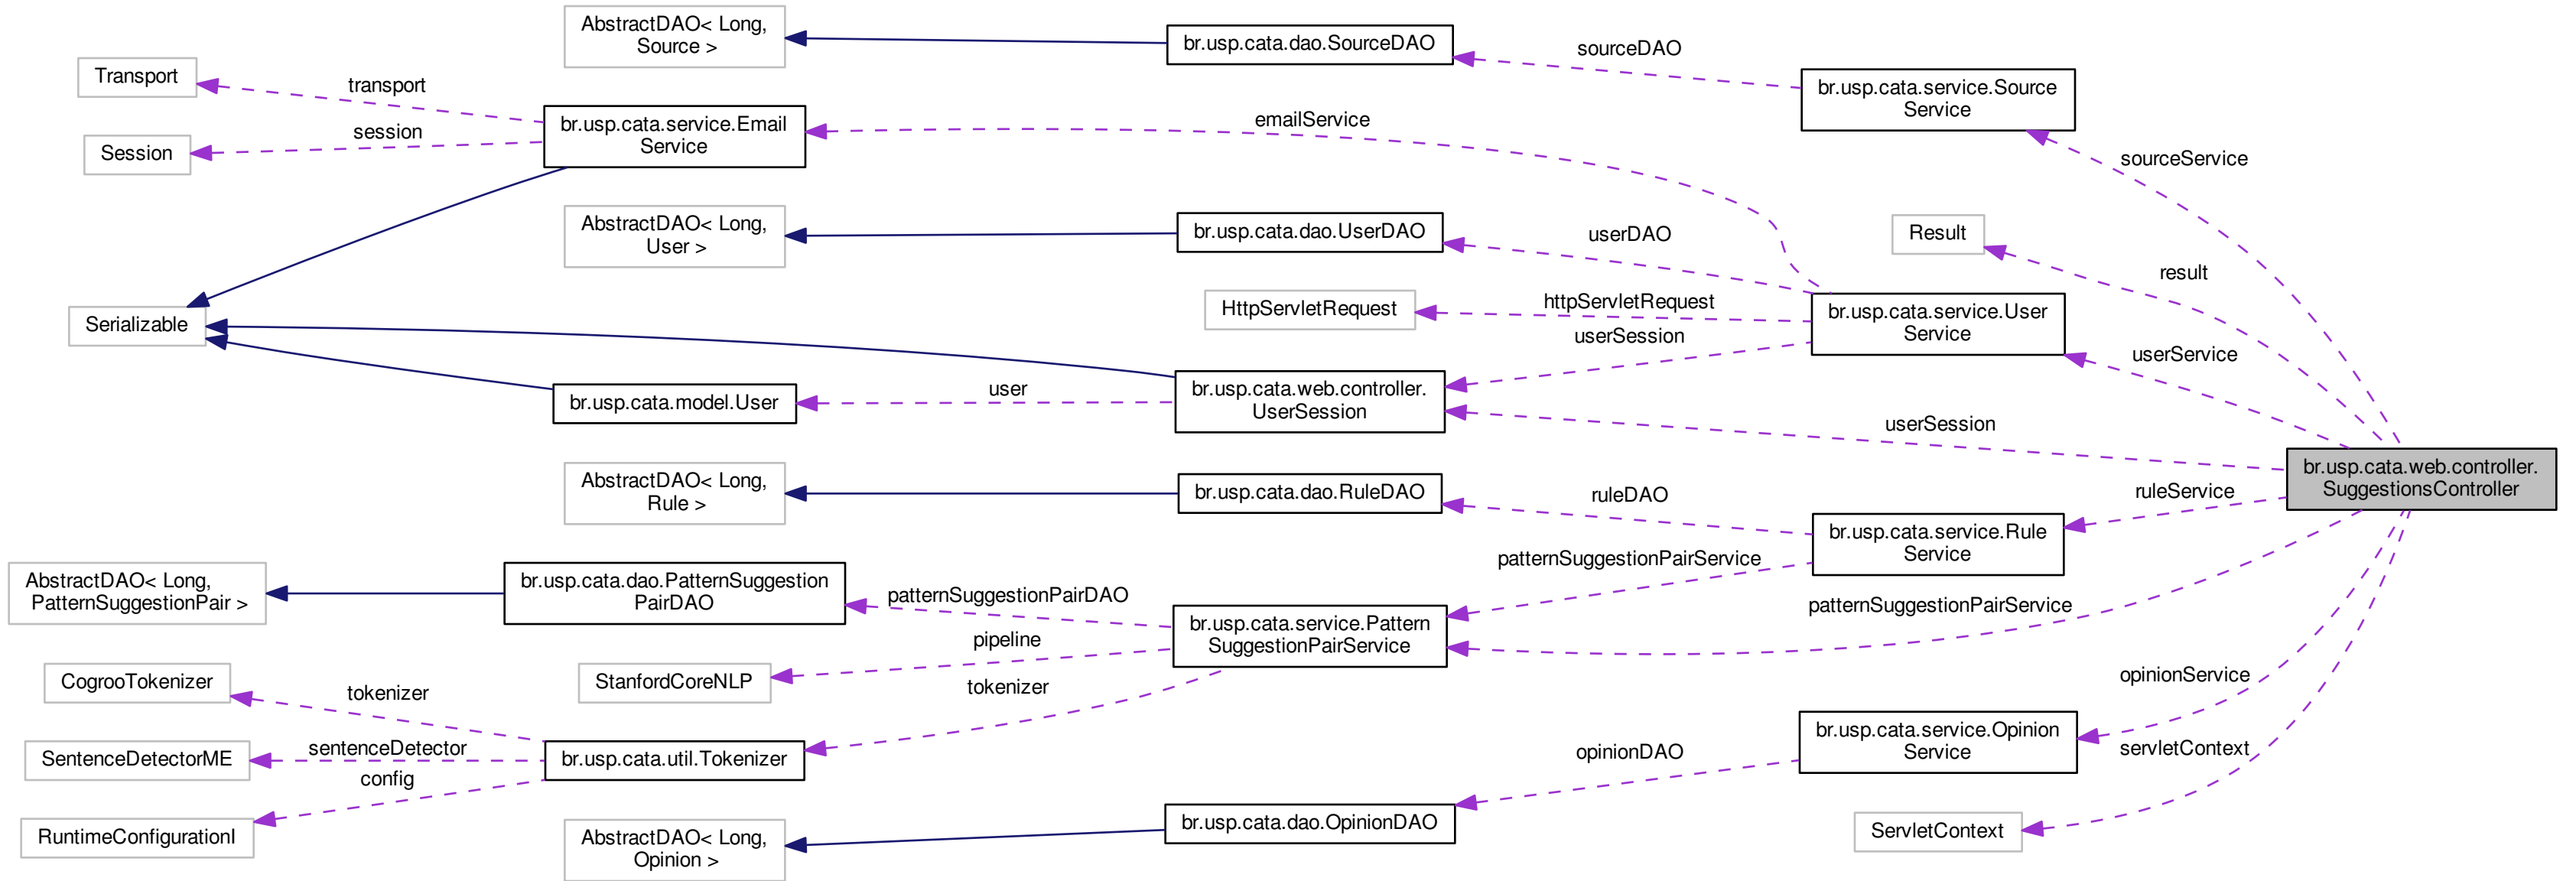 AbstractDAO< Long,
Source >
br.usp.cata.dao.SourceDAO
sourceDAO
br.usp.cata.service.Source
Service
Transport
transport
Session
session
br.usp.cata.service.Email
Service
emailService
sourceService
AbstractDAO< Long,
User >
br.usp.cata.dao.UserDAO
userDAO
Result
result
HttpServletRequest
httpServletRequest
br.usp.cata.service.User
Service
userService
Serializable
userSession
br.usp.cata.model.User
user
br.usp.cata.web.controller.
UserSession
userSession
br.usp.cata.web.controller.
SuggestionsController
AbstractDAO< Long,
Rule >
br.usp.cata.dao.RuleDAO
ruleDAO
ruleService
br.usp.cata.service.Rule
Service
patternSuggestionPairService
AbstractDAO< Long,
PatternSuggestionPair >
br.usp.cata.dao.PatternSuggestion
PairDAO
patternSuggestionPairDAO
patternSuggestionPairService
br.usp.cata.service.Pattern
SuggestionPairService
pipeline
StanfordCoreNLP
tokenizer
CogrooTokenizer
tokenizer
opinionService
SentenceDetectorME
sentenceDetector
br.usp.cata.util.Tokenizer
config
RuntimeConfigurationI
opinionDAO
br.usp.cata.service.Opinion
Service
servletContext
AbstractDAO< Long,
Opinion >
br.usp.cata.dao.OpinionDAO
ServletContext